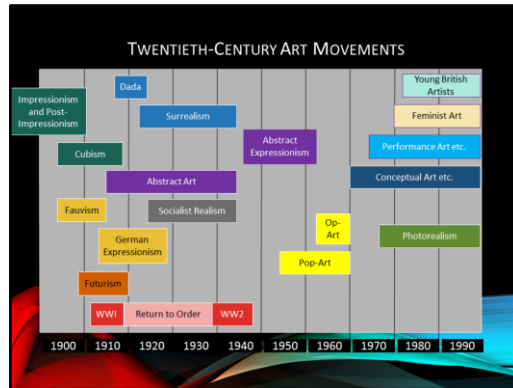 TWENTIETH-CENTURY ART MOVEMENTS
Young British
Artists
Dada
Impressionism
and Post-
Impressionism
Surrealism
Feminist Art
Abstract
Expressionism
Performance Art etc.
Cubism
Abstract Art
Conceptual Art etc.
Fauvism
Socialist Realism
Op-
Art
Photorealism
German
Expressionism
Pop-Art
Futurism
WWI
Return to Order
WW2
1900 1910 1920 1930 1940 1950 1960 1970 1980 1990